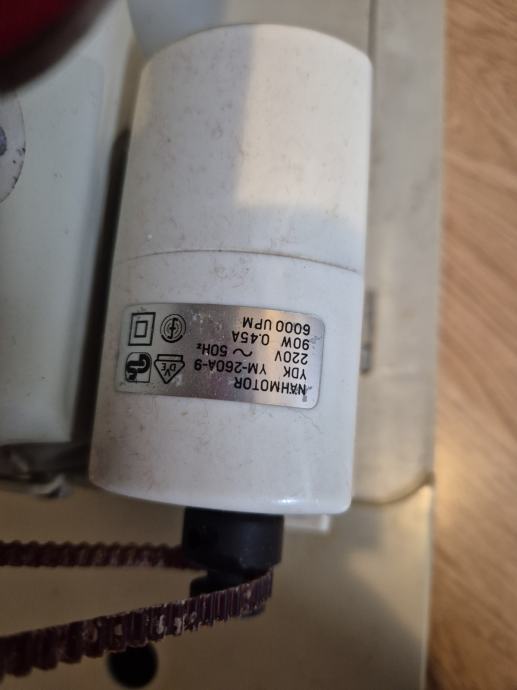 NÄHMOTOR
YDK YM-260A-9
220V ~ 50Hz
90W 0.45A
6000 UPM